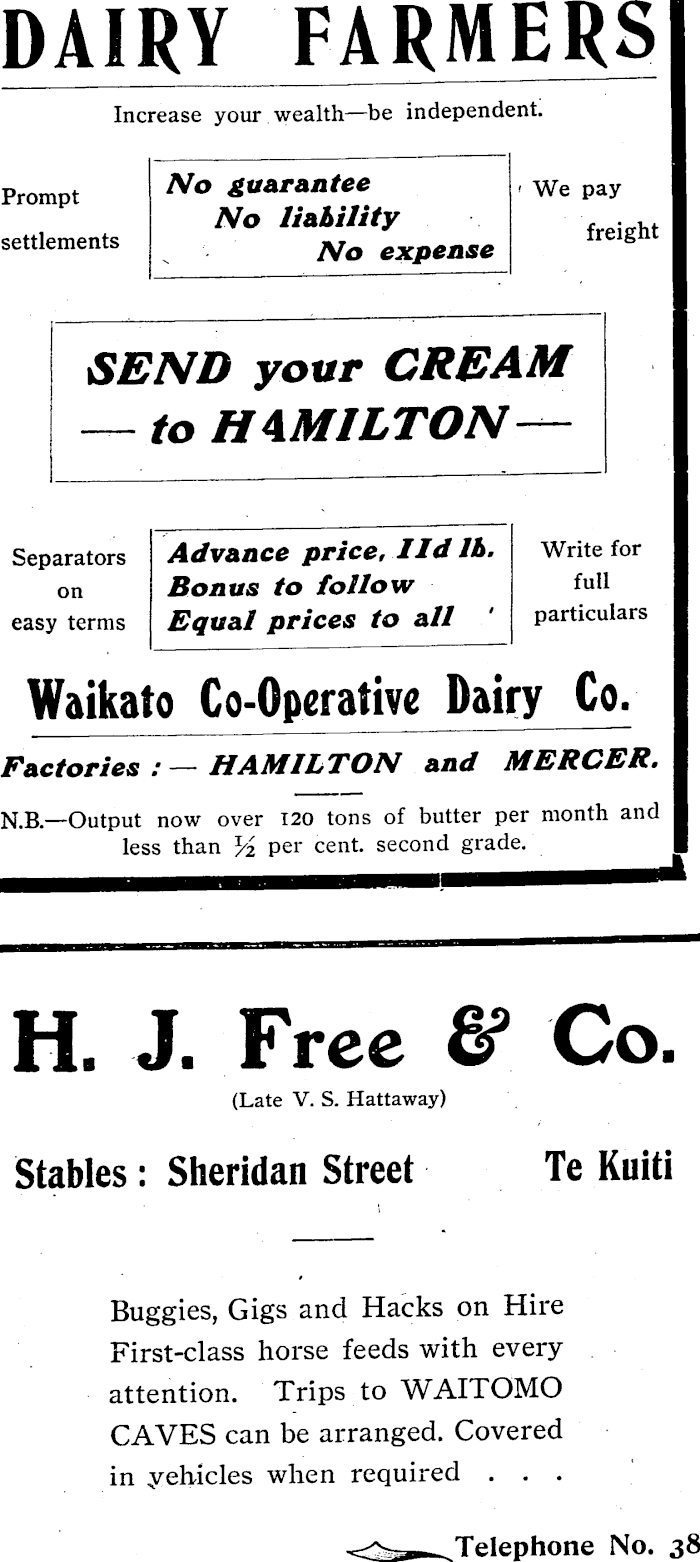 DAIRY FARMERS
Increase your wealth—be independent.
Prompt
settlements
No guarantee
No liability
No expense
We pay
freight
SEND your CREAM
— to HAMILTON —
Separators
on
easy terms
Advance price, IId lb.
Bonus to follow
Equal prices to all
Write for
full
particulars
Waikato Co-Operative Dairy Co.
Factories : — HAMILTON and MERCER.
N.B.—Output now over 120 tons of butter per month and
less than ½ per cent. second grade.
H. J. Free & Co.
(Late V. S. Hattaway)
Stables : Sheridan Street Te Kuiti
Buggies, Gigs and Hacks on Hire
First-class horse feeds with every
attention. Trips to WAITOMO
CAVES can be arranged. Covered
in vehicles when required . . .
Telephone No. 38